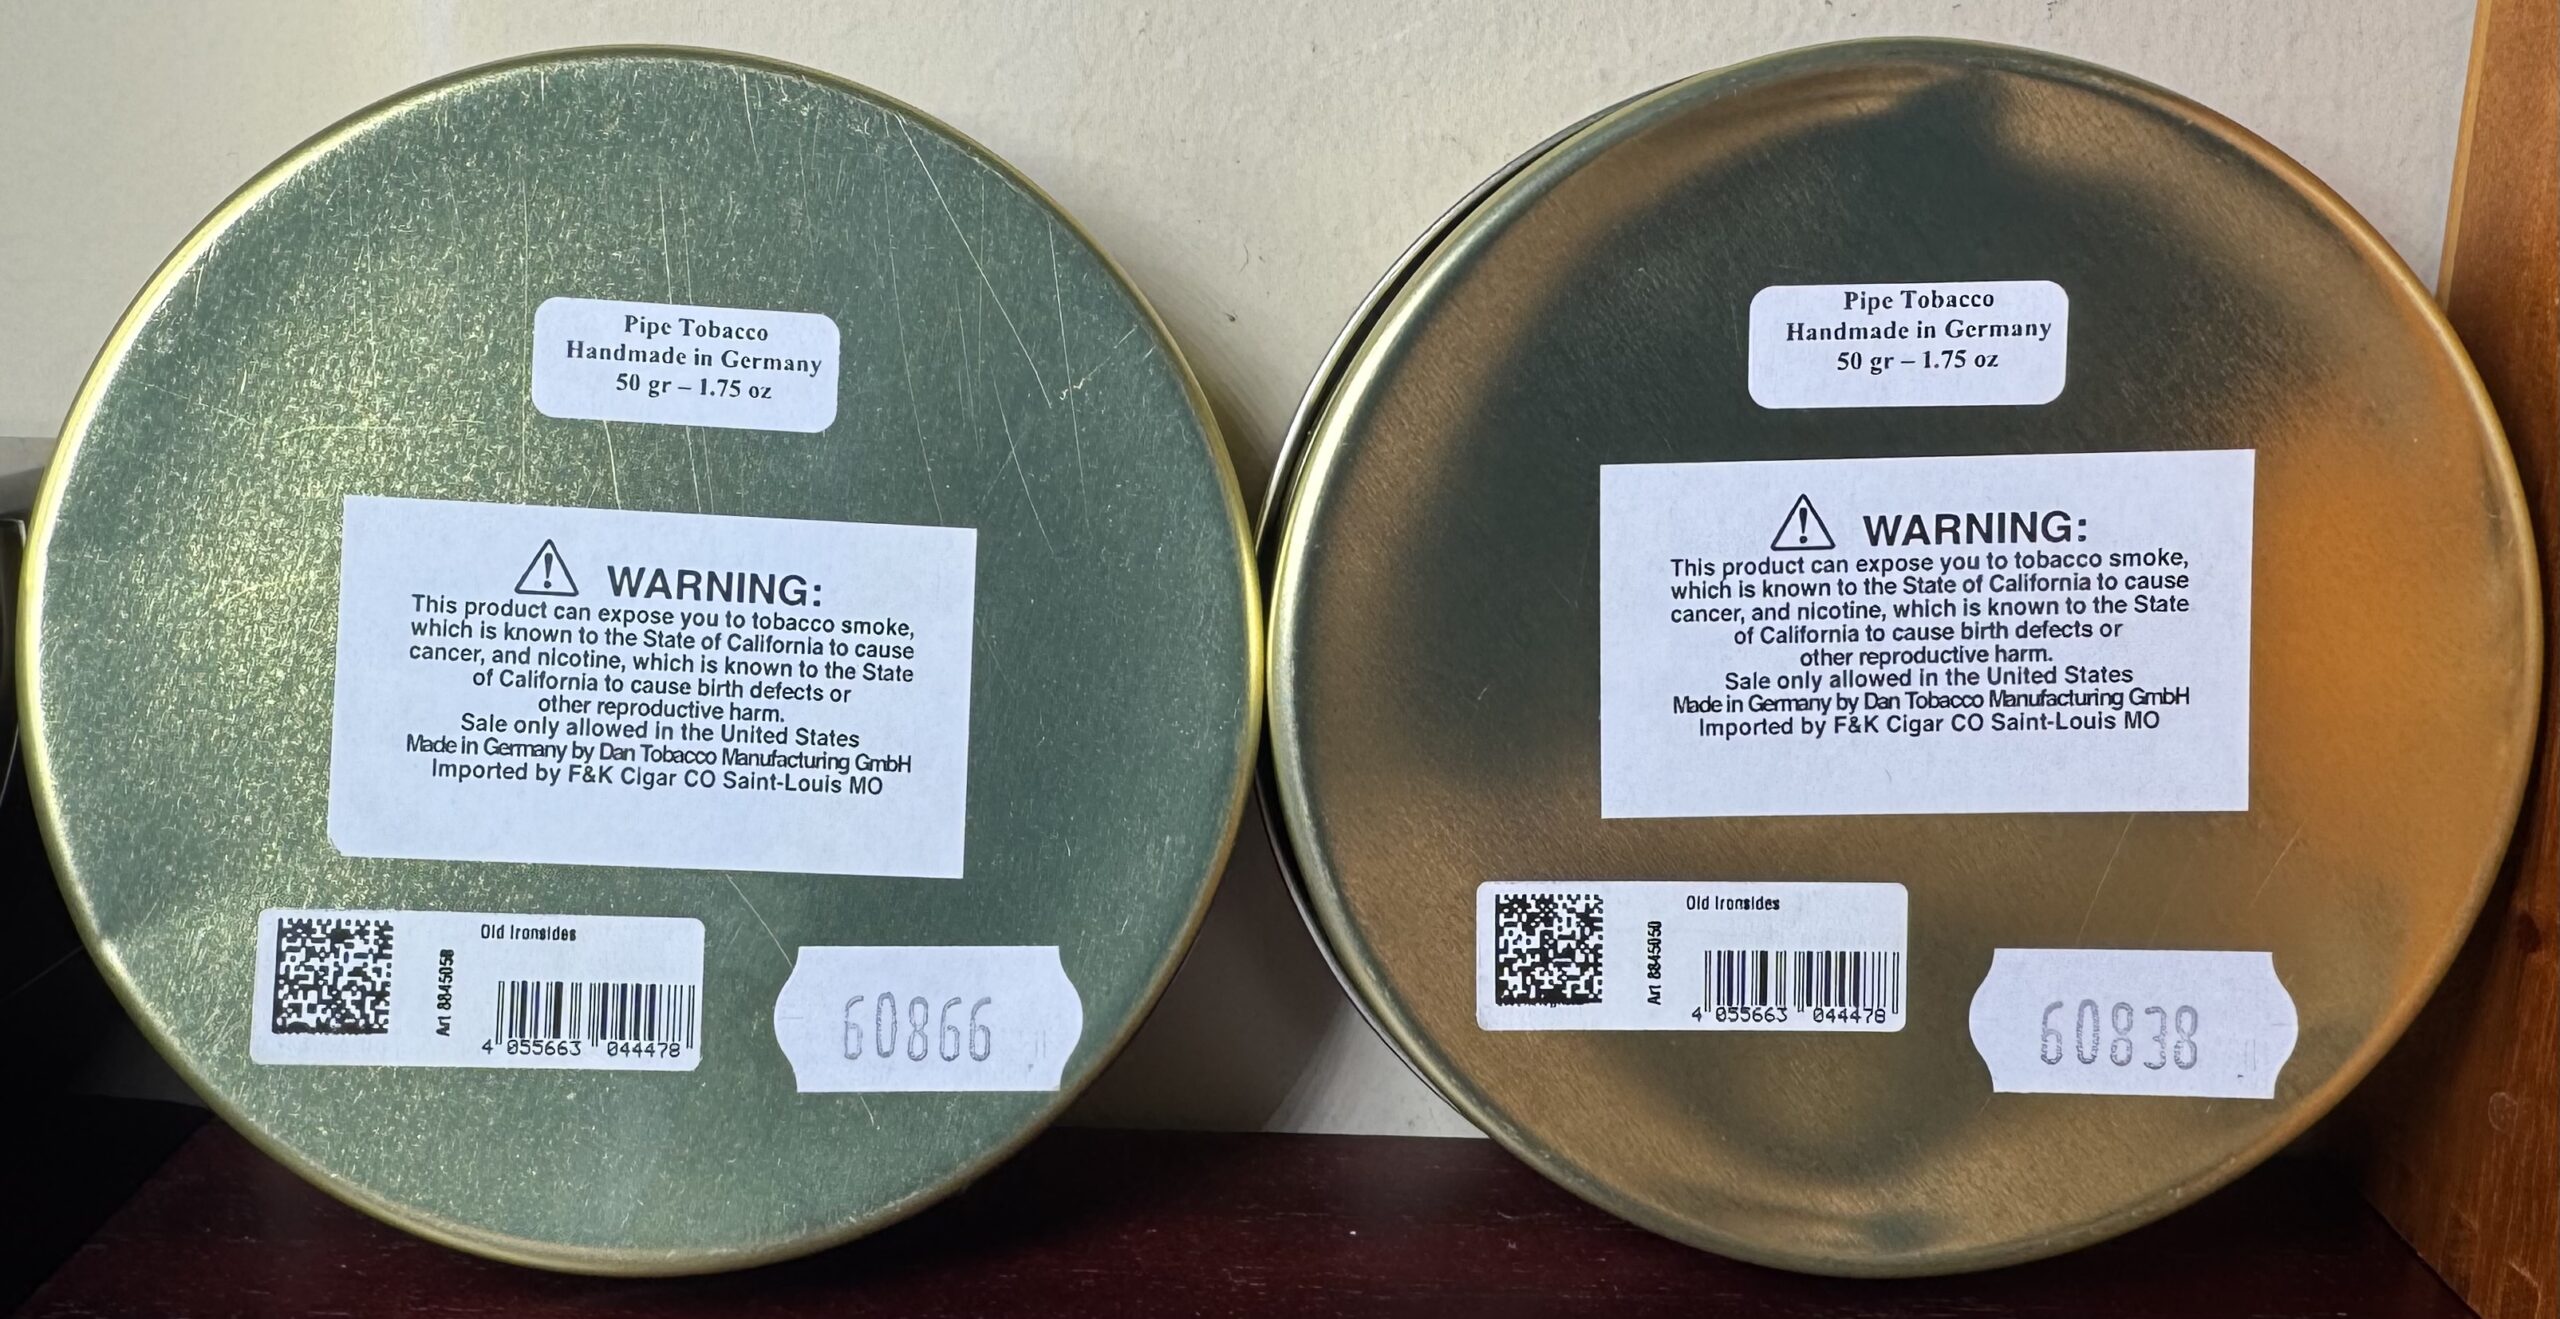 Pipe Tobacco
Handmade in Germany
50 gr – 1.75 oz
WARNING:
This product can expose you to tobacco smoke,
which is known to the State of California to cause
cancer, and nicotine, which is known to the State
of California to cause birth defects or
other reproductive harm.
Sale only allowed in the United States
Made in Germany by Dan Tobacco Manufacturing GmbH
Imported by F&K Cigar CO Saint-Louis MO
Old Ironsides
Art 8845050
4 055663 044478
60866
Pipe Tobacco
Handmade in Germany
50 gr – 1.75 oz
WARNING:
This product can expose you to tobacco smoke,
which is known to the State of California to cause
cancer, and nicotine, which is known to the State
of California to cause birth defects or
other reproductive harm.
Sale only allowed in the United States
Made in Germany by Dan Tobacco Manufacturing GmbH
Imported by F&K Cigar CO Saint-Louis MO
Old Ironsides
Art 8845050
4 055663 044478
60838